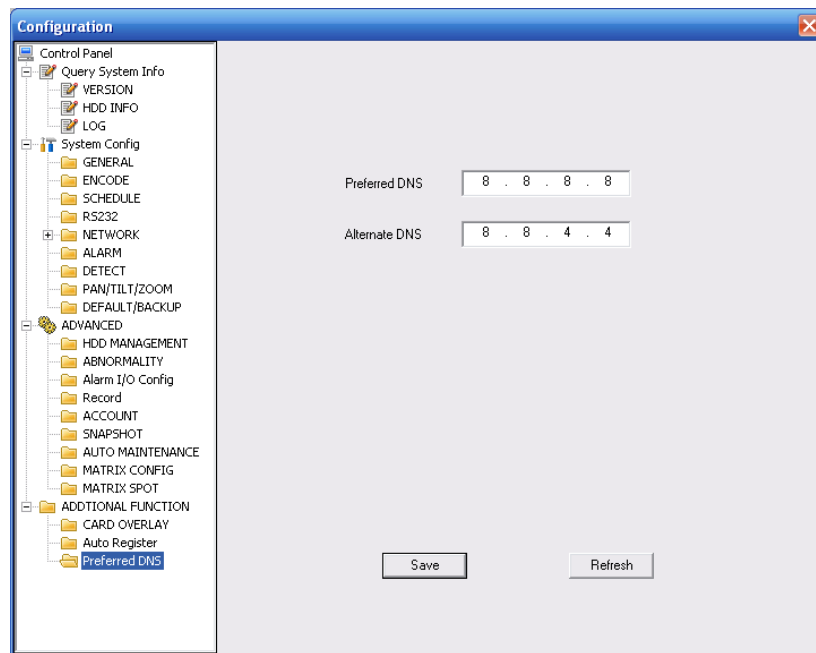 Configuration
Control Panel
Query System Info
VERSION
HDD INFO
LOG
System Config
GENERAL
ENCODE
SCHEDULE
RS232
NETWORK
ALARM
DETECT
PAN/TILT/ZOOM
DEFAULT/BACKUP
ADVANCED
HDD MANAGEMENT
ABNORMALITY
Alarm I/O Config
Record
ACCOUNT
SNAPSHOT
AUTO MAINTENANCE
MATRIX CONFIG
MATRIX SPOT
ADDTIONAL FUNCTION
CARD OVERLAY
Auto Register
Preferred DNS
Preferred DNS 8 . 8 . 8 . 8
Alternate DNS 8 . 8 . 4 . 4
Save Refresh